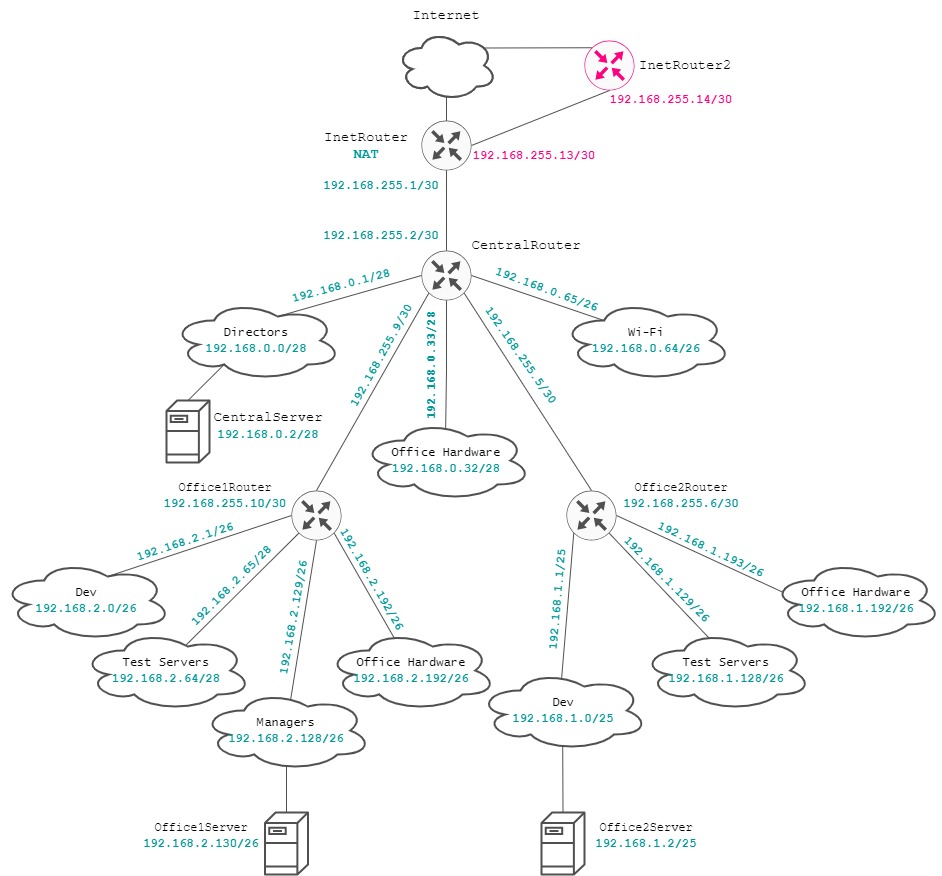 Internet
InetRouter2
192.168.255.14/30
InetRouter
NAT
192.168.255.13/30
192.168.255.1/30
192.168.255.2/30
CentralRouter
192.168.0.1/28
192.168.255.9/30
192.168.0.33/28
192.168.255.5/30
192.168.0.65/26
Directors
192.168.0.0/28
Wi-Fi
192.168.0.64/26
CentralServer
192.168.0.2/28
Office Hardware
192.168.0.32/28
Office1Router
192.168.255.10/30
Office2Router
192.168.255.6/30
192.168.2.1/26
192.168.2.65/28
192.168.2.129/26
192.168.2.192/26
192.168.1.1/25
192.168.1.129/26
192.168.1.193/26
Dev
192.168.2.0/26
Office Hardware
192.168.1.192/26
Test Servers
192.168.2.64/28
Office Hardware
192.168.2.192/26
Test Servers
192.168.1.128/26
Managers
192.168.2.128/26
Dev
192.168.1.0/25
Office1Server
192.168.2.130/26
Office2Server
192.168.1.2/25